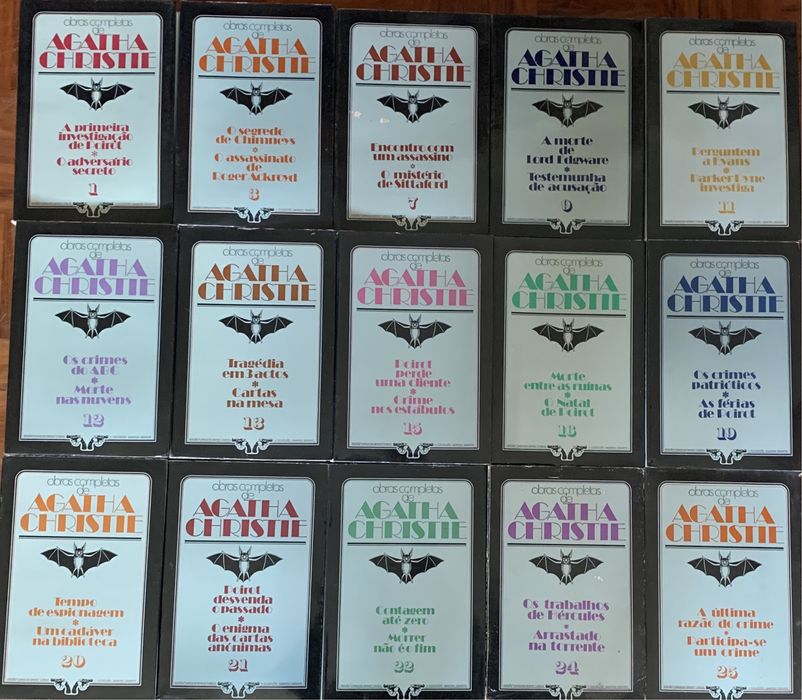 obras completas
de
AGATHA
CHRISTIE
A primeira
investigação
de Poirot
*
O adversário
secreto
1
obras completas
de
AGATHA
CHRISTIE
O segredo
de Chimneys
*
O assassinato
de
Roger Ackroyd
3
obras completas
de
AGATHA
CHRISTIE
Encontro com
um assassino
*
O mistério
de Sittaford
7
obras completas
de
AGATHA
CHRISTIE
A morte
de
Lord Edgware
*
Testemunha
de acusação
9
obras completas
de
AGATHA
CHRISTIE
Perguntem
a Evans
*
Parker Pyne
investiga
11
obras completas
de
AGATHA
CHRISTIE
Os crimes
do ABC
*
Morte
nas nuvens
12
obras completas
de
AGATHA
CHRISTIE
Tragédia
em 3 actos
*
Cartas
na mesa
13
obras completas
de
AGATHA
CHRISTIE
Poirot
perde
uma cliente
*
Crime
nos estábulos
15
obras completas
de
AGATHA
CHRISTIE
Morte
entre as ruínas
*
O Natal
de Poirot
16
obras completas
de
AGATHA
CHRISTIE
Os crimes
patrióticos
*
As férias
de Poirot
19
obras completas
de
AGATHA
CHRISTIE
Tempo
de espionagem
*
Um cadáver
na biblioteca
20
obras completas
de
AGATHA
CHRISTIE
Poirot
desvenda
o passado
*
O enigma
das cartas
anónimas
21
obras completas
de
AGATHA
CHRISTIE
Contagem
até zero
*
Morrer
não é o fim
22
obras completas
de
AGATHA
CHRISTIE
Os trabalhos
de Hércules
*
Arrastado
na torrente
24
obras completas
de
AGATHA
CHRISTIE
A última
razão do crime
*
Participa-se
um crime
25